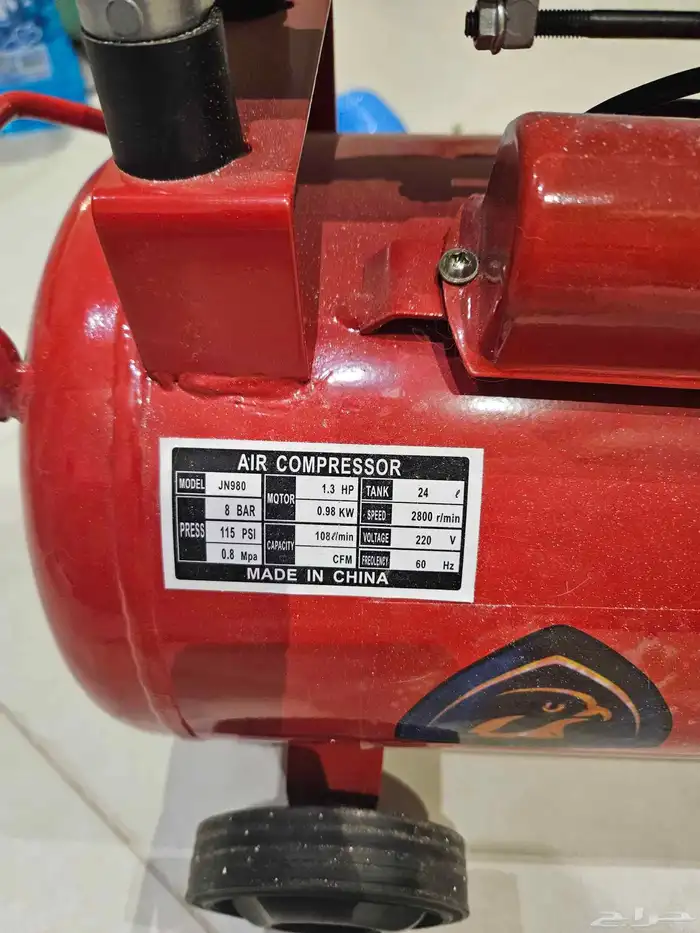 AIR COMPRESSOR
MODEL JN980 MOTOR 1.3 HP TANK 24 ℓ
PRESS 8 BAR 0.98 KW SPEED 2800 r/min
115 PSI CAPACITY 108ℓ/min VOLTAGE 220 V
0.8 Mpa CFM FREOLENCY 60 Hz
MADE IN CHINA
حراج